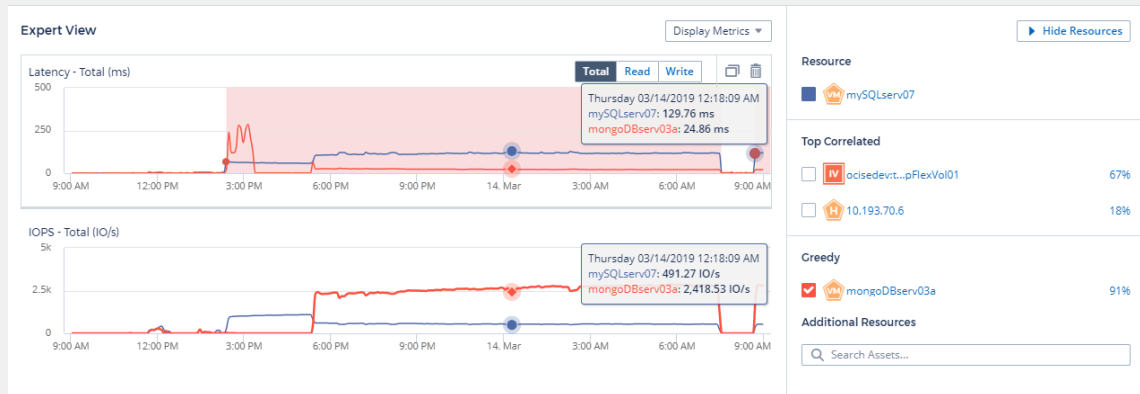 Expert View
Display Metrics
Latency - Total (ms)
Total Read Write
500
250
0
Thursday 03/14/2019 12:18:09 AM
mySQLserv07: 129.76 ms
mongoDBserv03a: 24.86 ms
9:00 AM 12:00 PM 3:00 PM 6:00 PM 9:00 PM 14. Mar 3:00 AM 6:00 AM 9:00 AM
IOPS - Total (IO/s)
5k
2.5k
0
Thursday 03/14/2019 12:18:09 AM
mySQLserv07: 491.27 IO/s
mongoDBserv03a: 2,418.53 IO/s
9:00 AM 12:00 PM 3:00 PM 6:00 PM 9:00 PM 14. Mar 3:00 AM 6:00 AM 9:00 AM
Hide Resources
Resource
VM mySQLserv07
Top Correlated
IV ocisedev:t...pFlexVol01 67%
H 10.193.70.6 18%
Greedy
VM mongoDBserv03a 91%
Additional Resources
Search Assets...